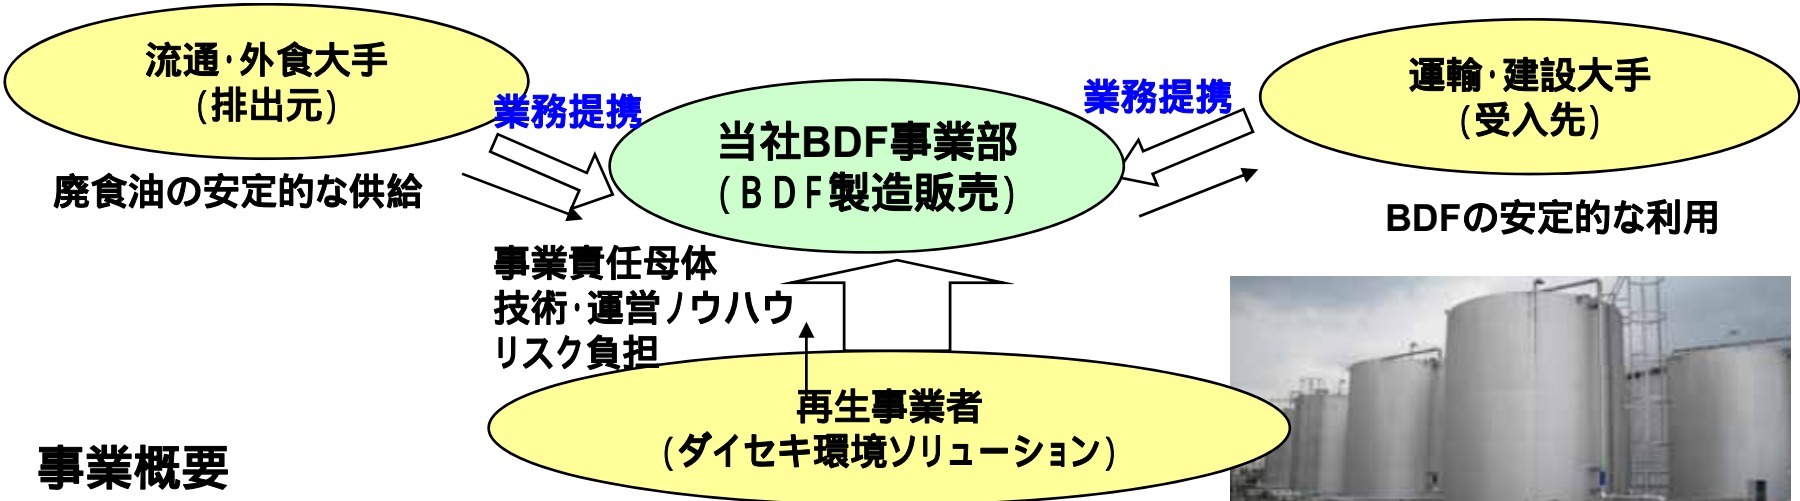 流通・外食大手
(排出元)
業務提携
廃食油の安定的な供給
当社BDF事業部
(BDF製造販売)
業務提携
運輸・建設大手
(受入先)
BDFの安定的な利用
事業責任母体
技術・運営ノウハウ
リスク負担
再生事業者
(ダイセキ環境ソリューション)
事業概要